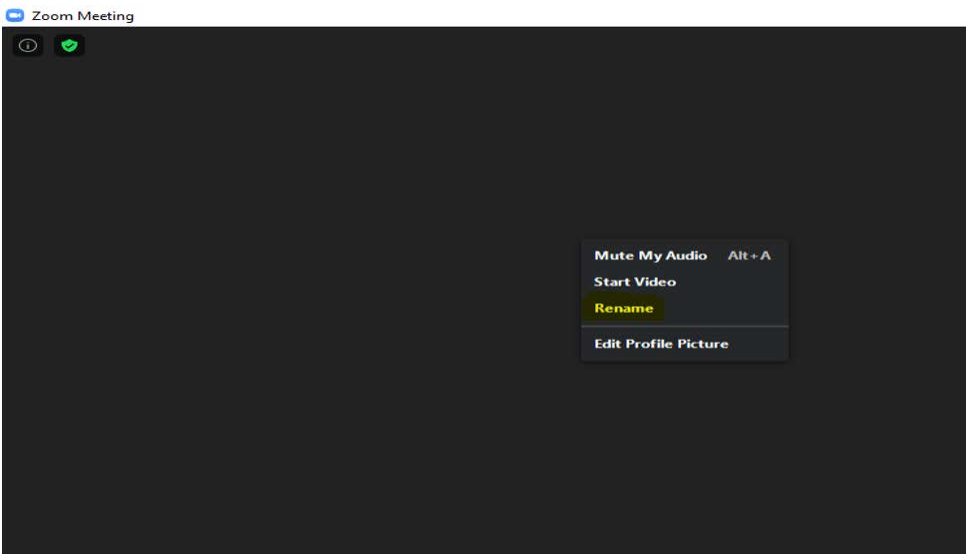 Zoom Meeting
Mute My Audio Alt+A
Start Video
Rename
Edit Profile Picture